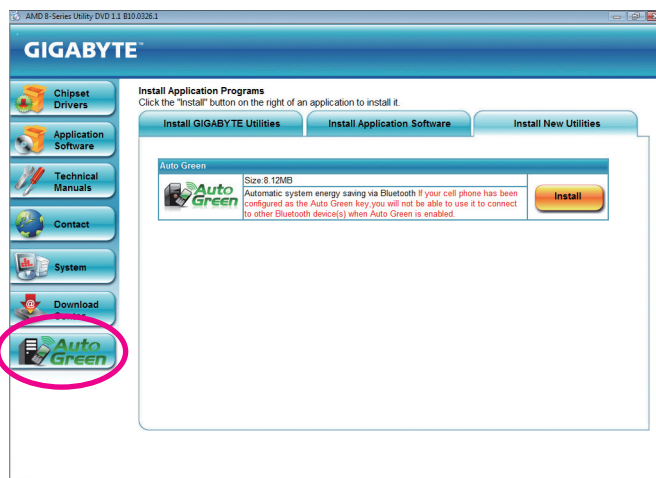 AMD 8-Series Utility DVD 1.1 B10.0326.1
GIGABYTE™
Chipset
Drivers
Application
Software
Technical
Manuals
Contact
System
Download
Center
Auto
Green
Install Application Programs
Click the "Install" button on the right of an application to install it.
Install GIGABYTE Utilities
Install Application Software
Install New Utilities
Auto Green
Auto
Green
Size:8.12MB
Automatic system energy saving via Bluetooth If your cell phone has been
configured as the Auto Green key,you will not be able to use it to connect
to other Bluetooth device(s) when Auto Green is enabled.
Install